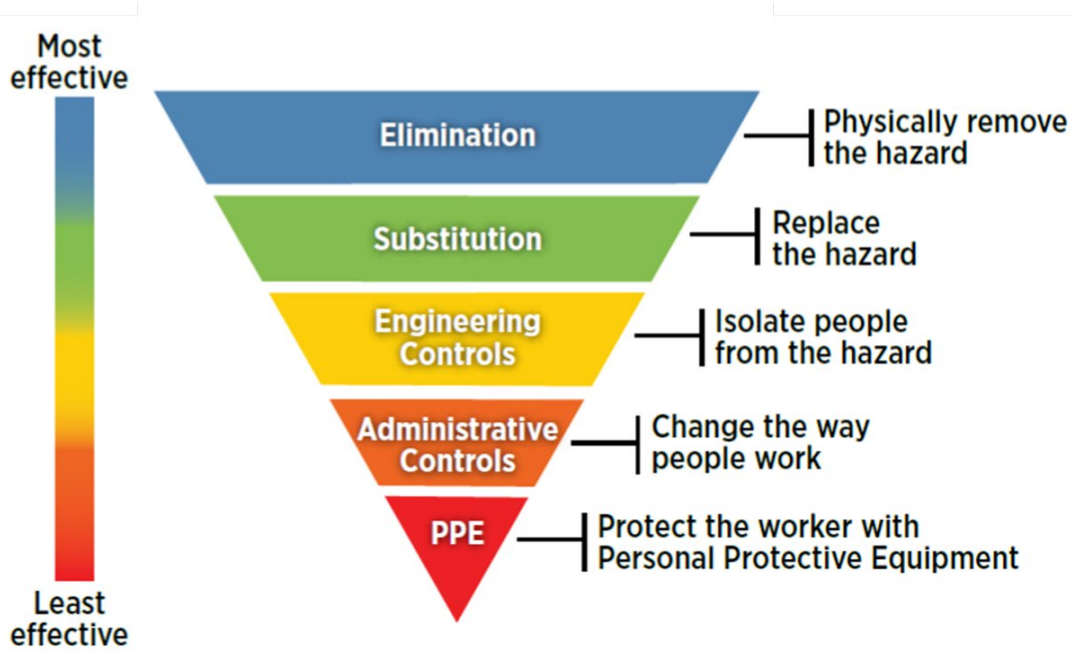 Most
effective
Elimination
Physically remove
the hazard
Substitution
Replace
the hazard
Engineering
Controls
Isolate people
from the hazard
Administrative
Controls
Change the way
people work
PPE
Protect the worker with
Personal Protective Equipment
Least
effective